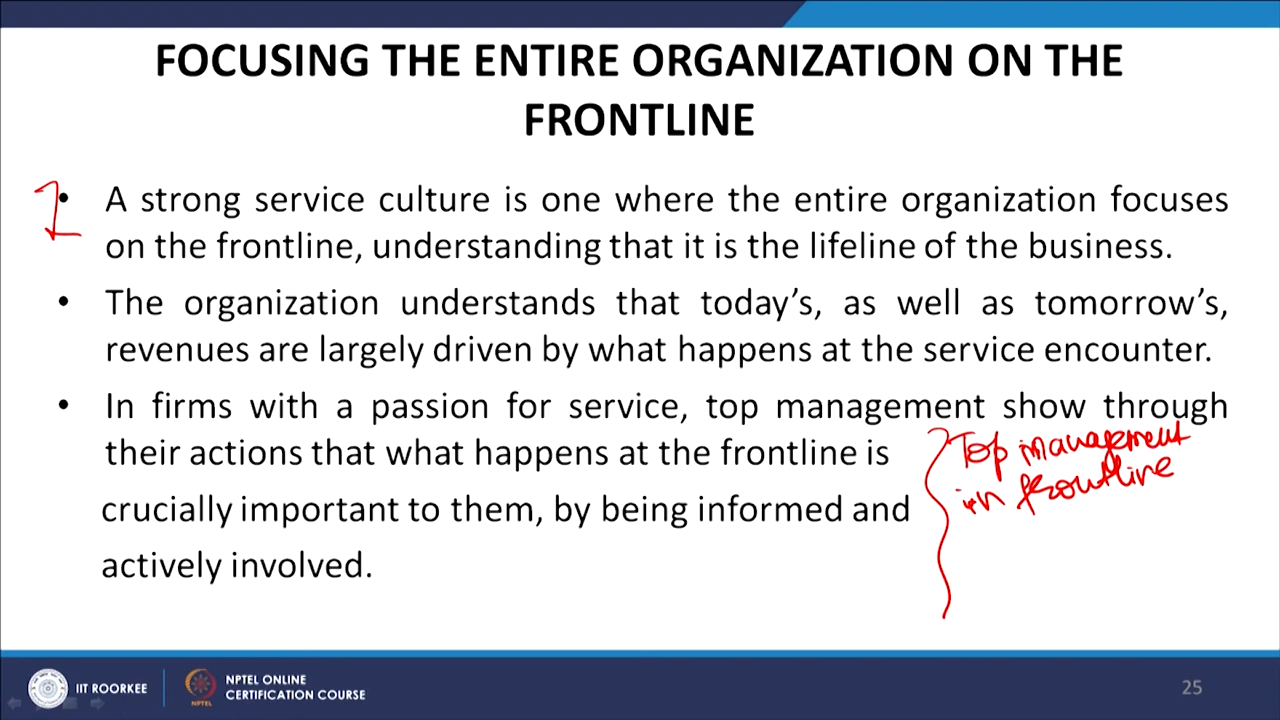 FOCUSING THE ENTIRE ORGANIZATION ON THE
FRONTLINE
• A strong service culture is one where the entire organization focuses
on the frontline, understanding that it is the lifeline of the business.
• The organization understands that today’s, as well as tomorrow’s,
revenues are largely driven by what happens at the service encounter.
• In firms with a passion for service, top management show through
their actions that what happens at the frontline is
crucially important to them, by being informed and
actively involved.
Top management
in frontline
IIT ROORKEE
NPTEL
NPTEL ONLINE
CERTIFICATION COURSE
25